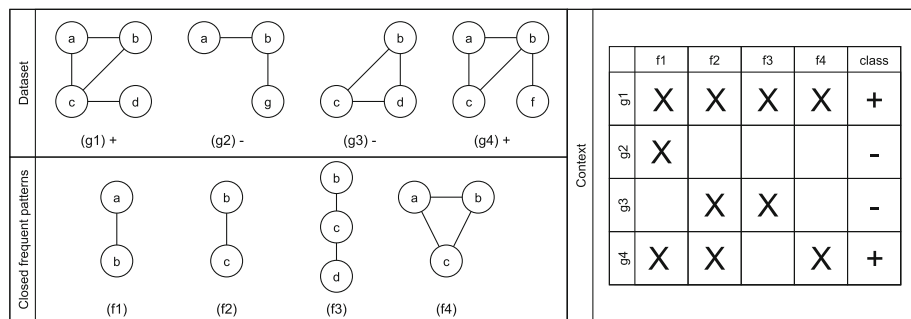 Dataset
a b
c d
(g1) +
a b
g
(g2) -
b
c d
(g3) -
a b
c f
(g4) +
Closed frequent patterns
a
b
(f1)
b
c
(f2)
b
c
d
(f3)
a b
c
(f4)
Context
f1 f2 f3 f4 class
g1 X X X X +
g2 X -
g3 X X -
g4 X X X +